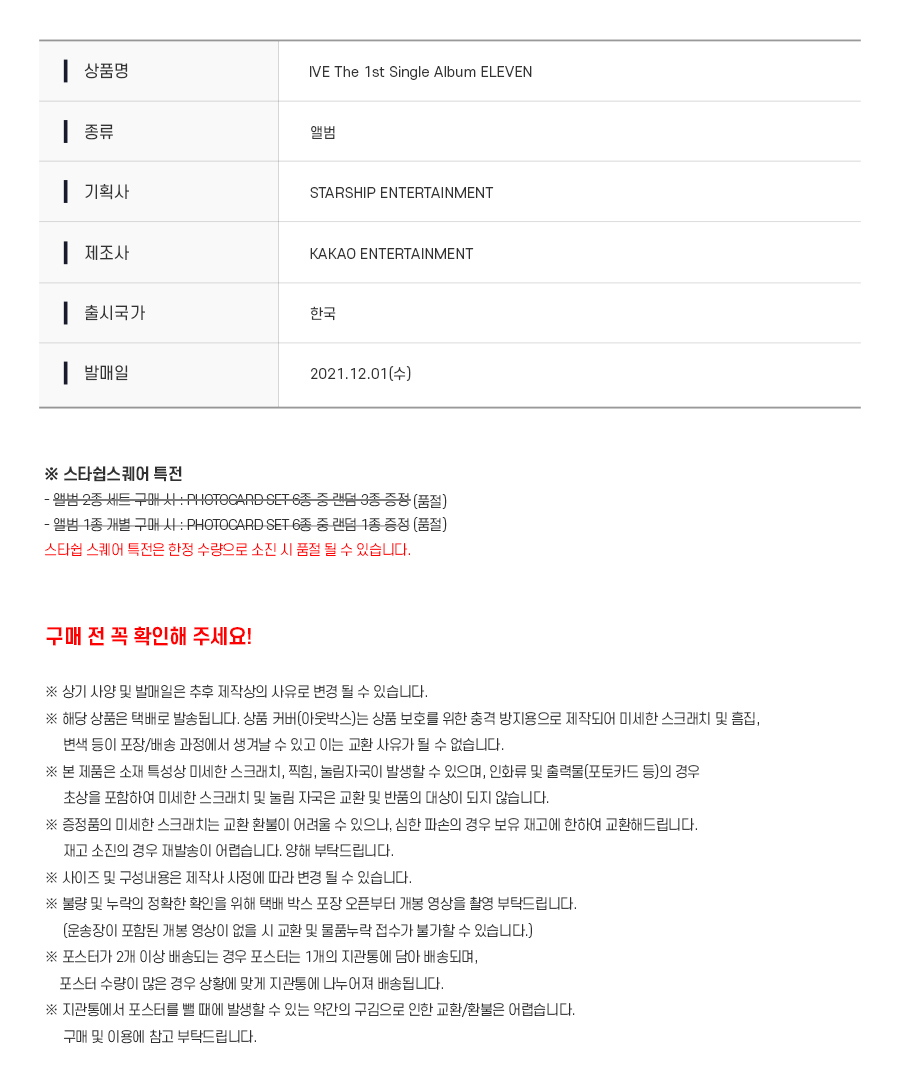 상품명 IVE The 1st Single Album ELEVEN
종류 앨범
기획사 STARSHIP ENTERTAINMENT
제조사 KAKAO ENTERTAINMENT
출시국가 한국
발매일 2021.12.01(수)
※ 스타쉽스퀘어 특전
- 앨범 2종 세트 구매 시 : PHOTOCARD SET 6종 중 랜덤 3종 증정 (품절)
- 앨범 1종 개별 구매 시 : PHOTOCARD SET 6종 중 랜덤 1종 증정 (품절)
스타쉽 스퀘어 특전은 한정 수량으로 소진 시 품절 될 수 있습니다.
구매 전 꼭 확인해 주세요!
※ 상기 사양 및 발매일은 추후 제작상의 사유로 변경 될 수 있습니다.
※ 해당 상품은 택배로 발송됩니다. 상품 커버(아웃박스)는 상품 보호를 위한 충격 방지용으로 제작되어 미세한 스크래치 및 흠집,
변색 등이 포장/배송 과정에서 생겨날 수 있고 이는 교환 사유가 될 수 없습니다.
※ 본 제품은 소재 특성상 미세한 스크래치, 찍힘, 눌림자국이 발생할 수 있으며, 인화류 및 출력물(포토카드 등)의 경우
초상을 포함하여 미세한 스크래치 및 눌림 자국은 교환 및 반품의 대상이 되지 않습니다.
※ 증정품의 미세한 스크래치는 교환 환불이 어려울 수 있으나, 심한 파손의 경우 보유 재고에 한하여 교환해드립니다.
재고 소진의 경우 재발송이 어렵습니다. 양해 부탁드립니다.
※ 사이즈 및 구성내용은 제작사 사정에 따라 변경 될 수 있습니다.
※ 불량 및 누락의 정확한 확인을 위해 택배 박스 포장 오픈부터 개봉 영상을 촬영 부탁드립니다.
(운송장이 포함된 개봉 영상이 없을 시 교환 및 물품누락 접수가 불가할 수 있습니다.)
※ 포스터가 2개 이상 배송되는 경우 포스터는 1개의 지관통에 담아 배송되며,
포스터 수량이 많은 경우 상황에 맞게 지관통에 나누어져 배송됩니다.
※ 지관통에서 포스터를 뺄 때에 발생할 수 있는 약간의 구김으로 인한 교환/환불은 어렵습니다.
구매 및 이용에 참고 부탁드립니다.